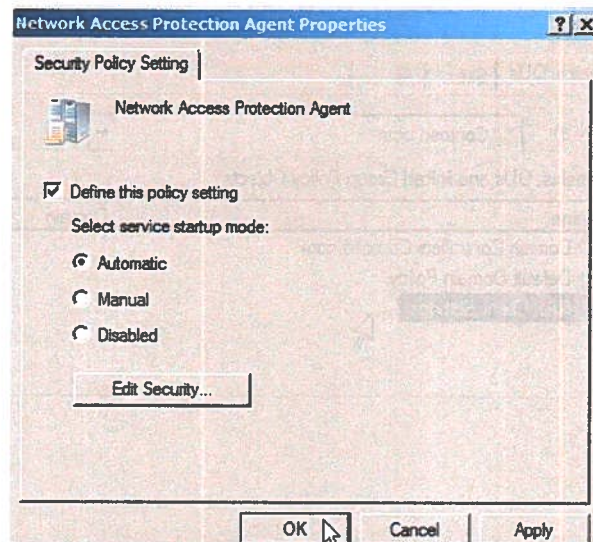 Network Access Protection Agent Properties
? X
Security Policy Setting
Network Access Protection Agent
Define this policy setting
Select service startup mode:
Automatic
Manual
Disabled
Edit Security...
OK Cancel Apply